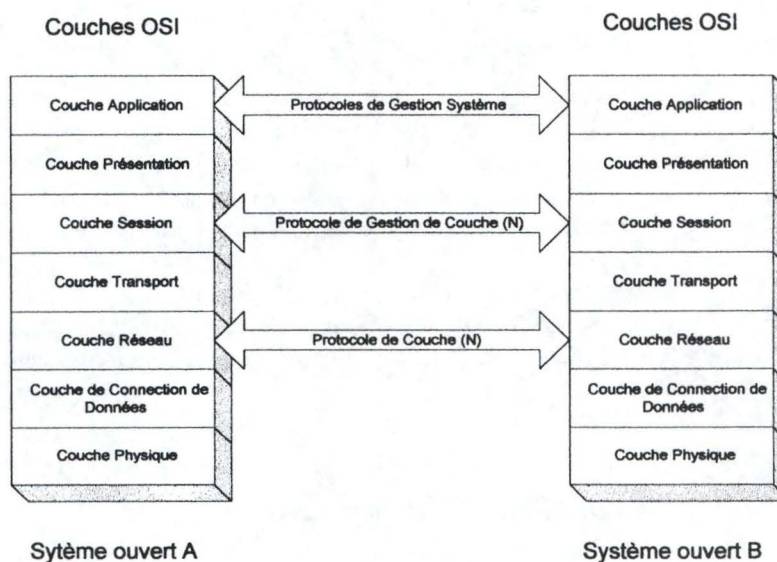 Couches OSI
Couche Application
Couche Présentation
Couche Session
Couche Transport
Couche Réseau
Couche de Connection de
Données
Couche Physique
Sytème ouvert A
Protocoles de Gestion Système
Protocole de Gestion de Couche (N)
Protocole de Couche (N)
Couches OSI
Couche Application
Couche Présentation
Couche Session
Couche Transport
Couche Réseau
Couche de Connection de
Données
Couche Physique
Système ouvert B